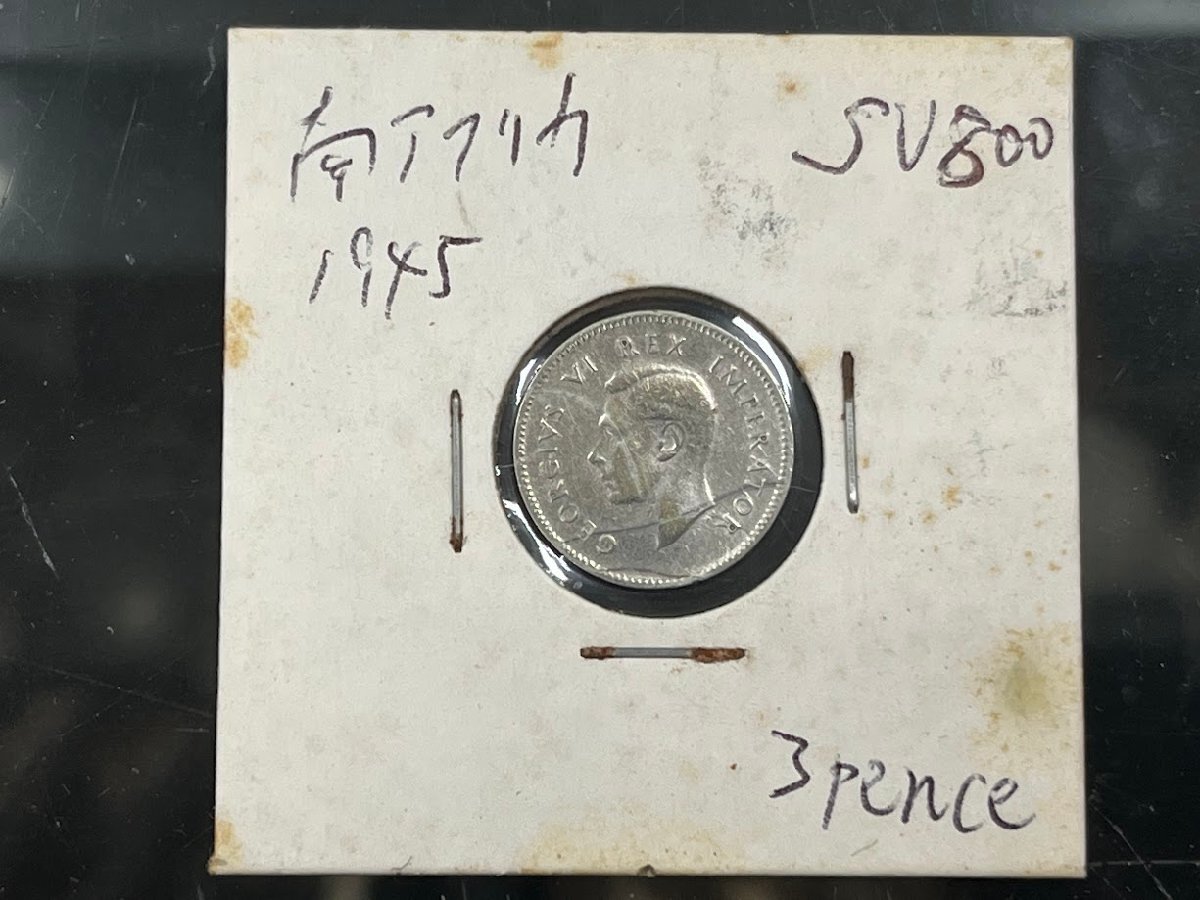 南アフリカ
SV800
1945
GEORGIVS VI REX IMPERATOR
3pence